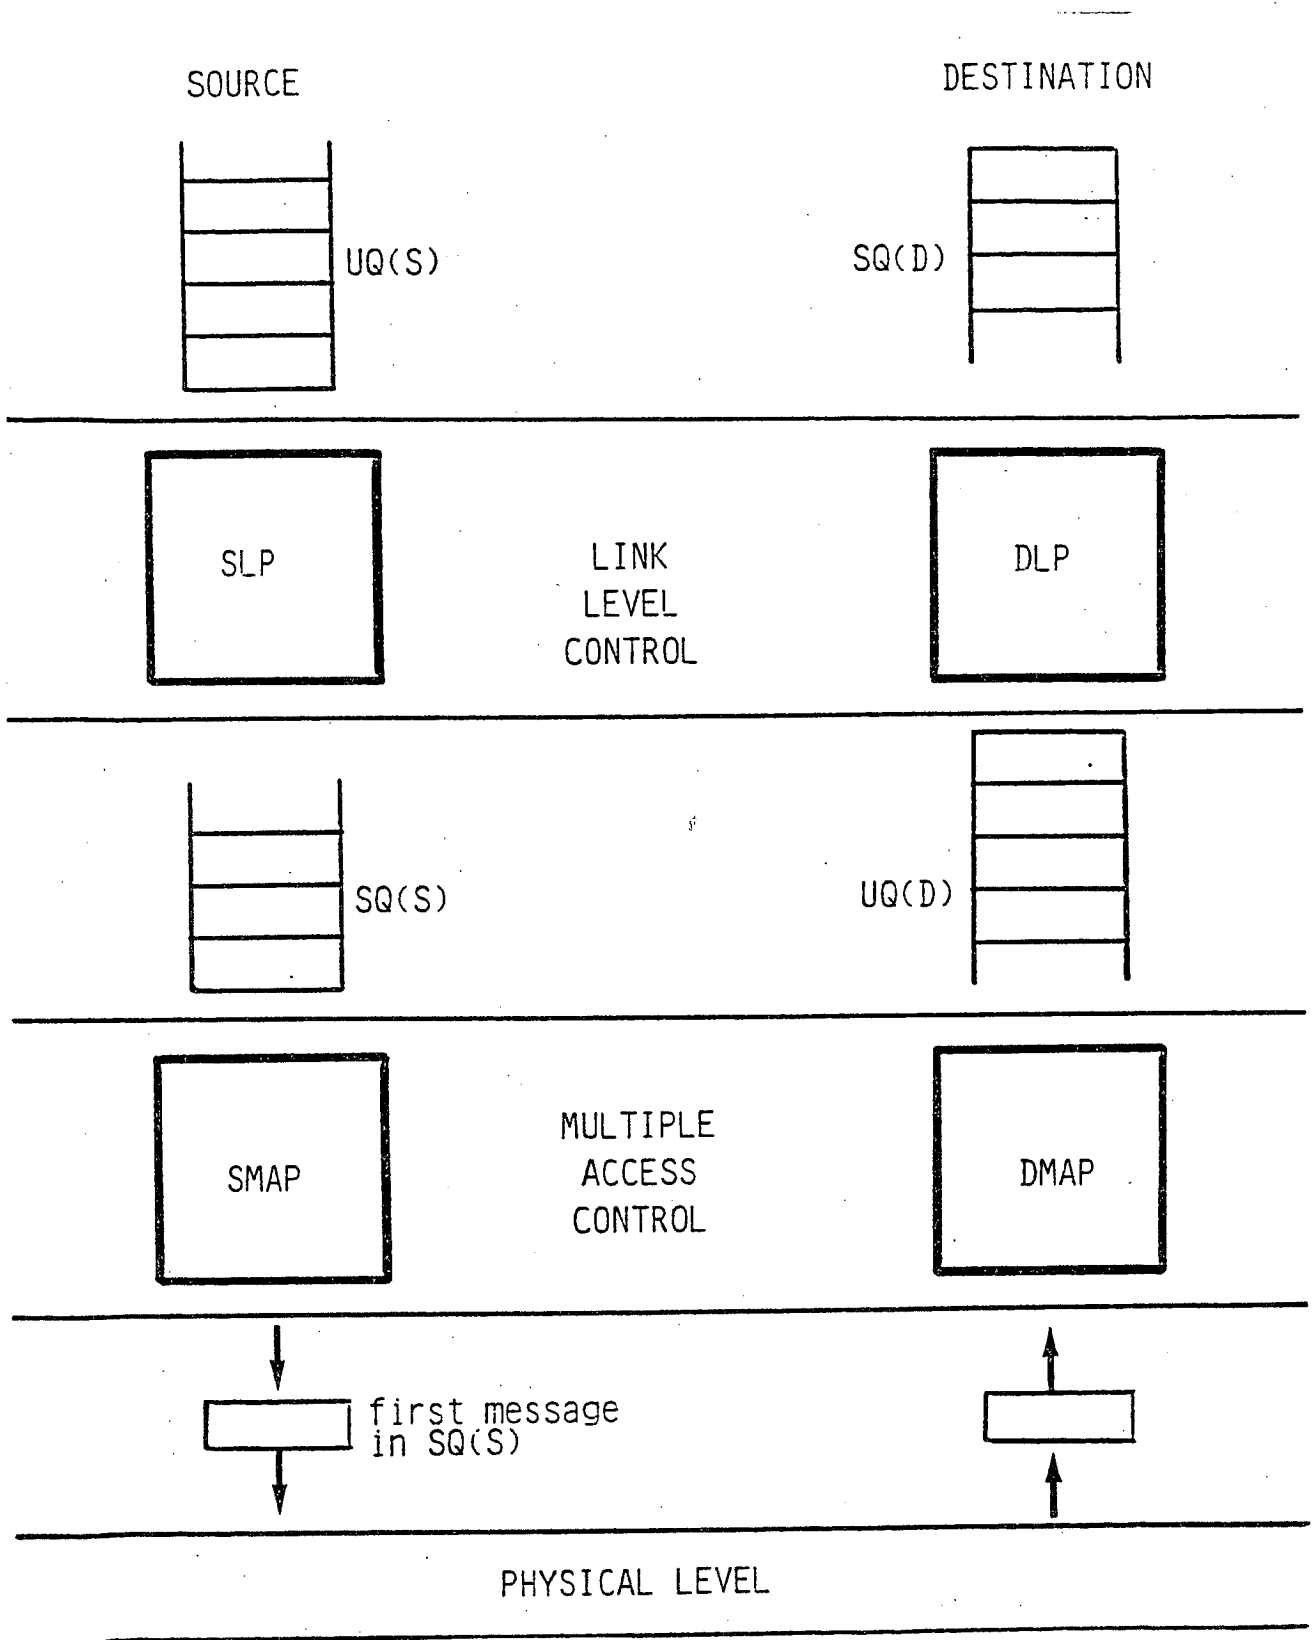 SOURCE
DESTINATION
UQ(S)
SQ(D)
SLP
LINK
LEVEL
CONTROL
DLP
SQ(S)
UQ(D)
SMAP
MULTIPLE
ACCESS
CONTROL
DMAP
first message
in SQ(S)
PHYSICAL LEVEL